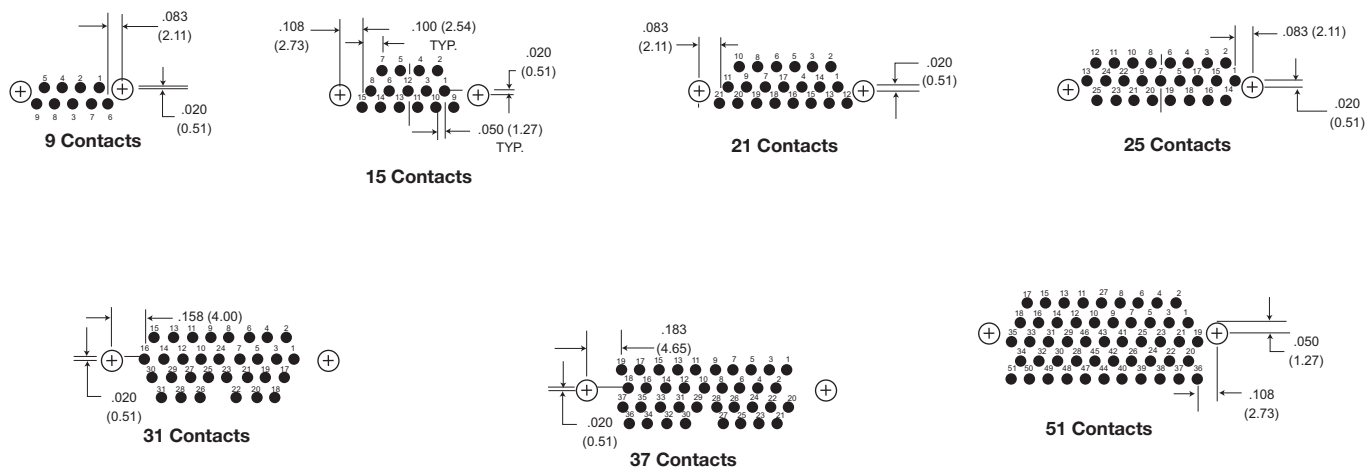 .083
(2.11)
5 4 2 1
9 8 3 7 6
.020
(0.51)
9 Contacts
.108
(2.73)
.100 (2.54)
TYP.
.020
(0.51)
7 5 4 2
8 6 12 3 1
15 14 13 11 10 9
.050 (1.27)
TYP.
15 Contacts
.083
(2.11)
.020
(0.51)
10 8 6 5 3 2
11 9 7 17 4 14 1
21 20 19 18 16 15 13 12
21 Contacts
.083 (2.11)
12 11 10 8 6 4 3 2
13 24 22 9 7 5 17 15 1
25 23 21 20 19 18 16 14
.020
(0.51)
25 Contacts
.158 (4.00)
15 13 11 9 8 6 4 2
16 14 12 10 24 7 5 3 1
30 29 27 25 23 21 19 17
31 28 26 22 20 18
.020
(0.51)
31 Contacts
.183
(4.65)
19 17 15 13 11 9 7 5 3 1
18 16 14 12 10 8 6 4 2
37 35 33 31 29 28 26 24 22 20
36 34 32 30 27 25 23 21
.020
(0.51)
37 Contacts
17 15 13 11 27 8 6 4 2
18 16 14 12 10 9 7 5 3 1
35 33 31 29 46 43 41 25 23 21 19
34 32 30 28 45 42 26 24 22 20
51 50 49 48 47 44 40 39 38 37 36
.050
(1.27)
.108
(2.73)
51 Contacts